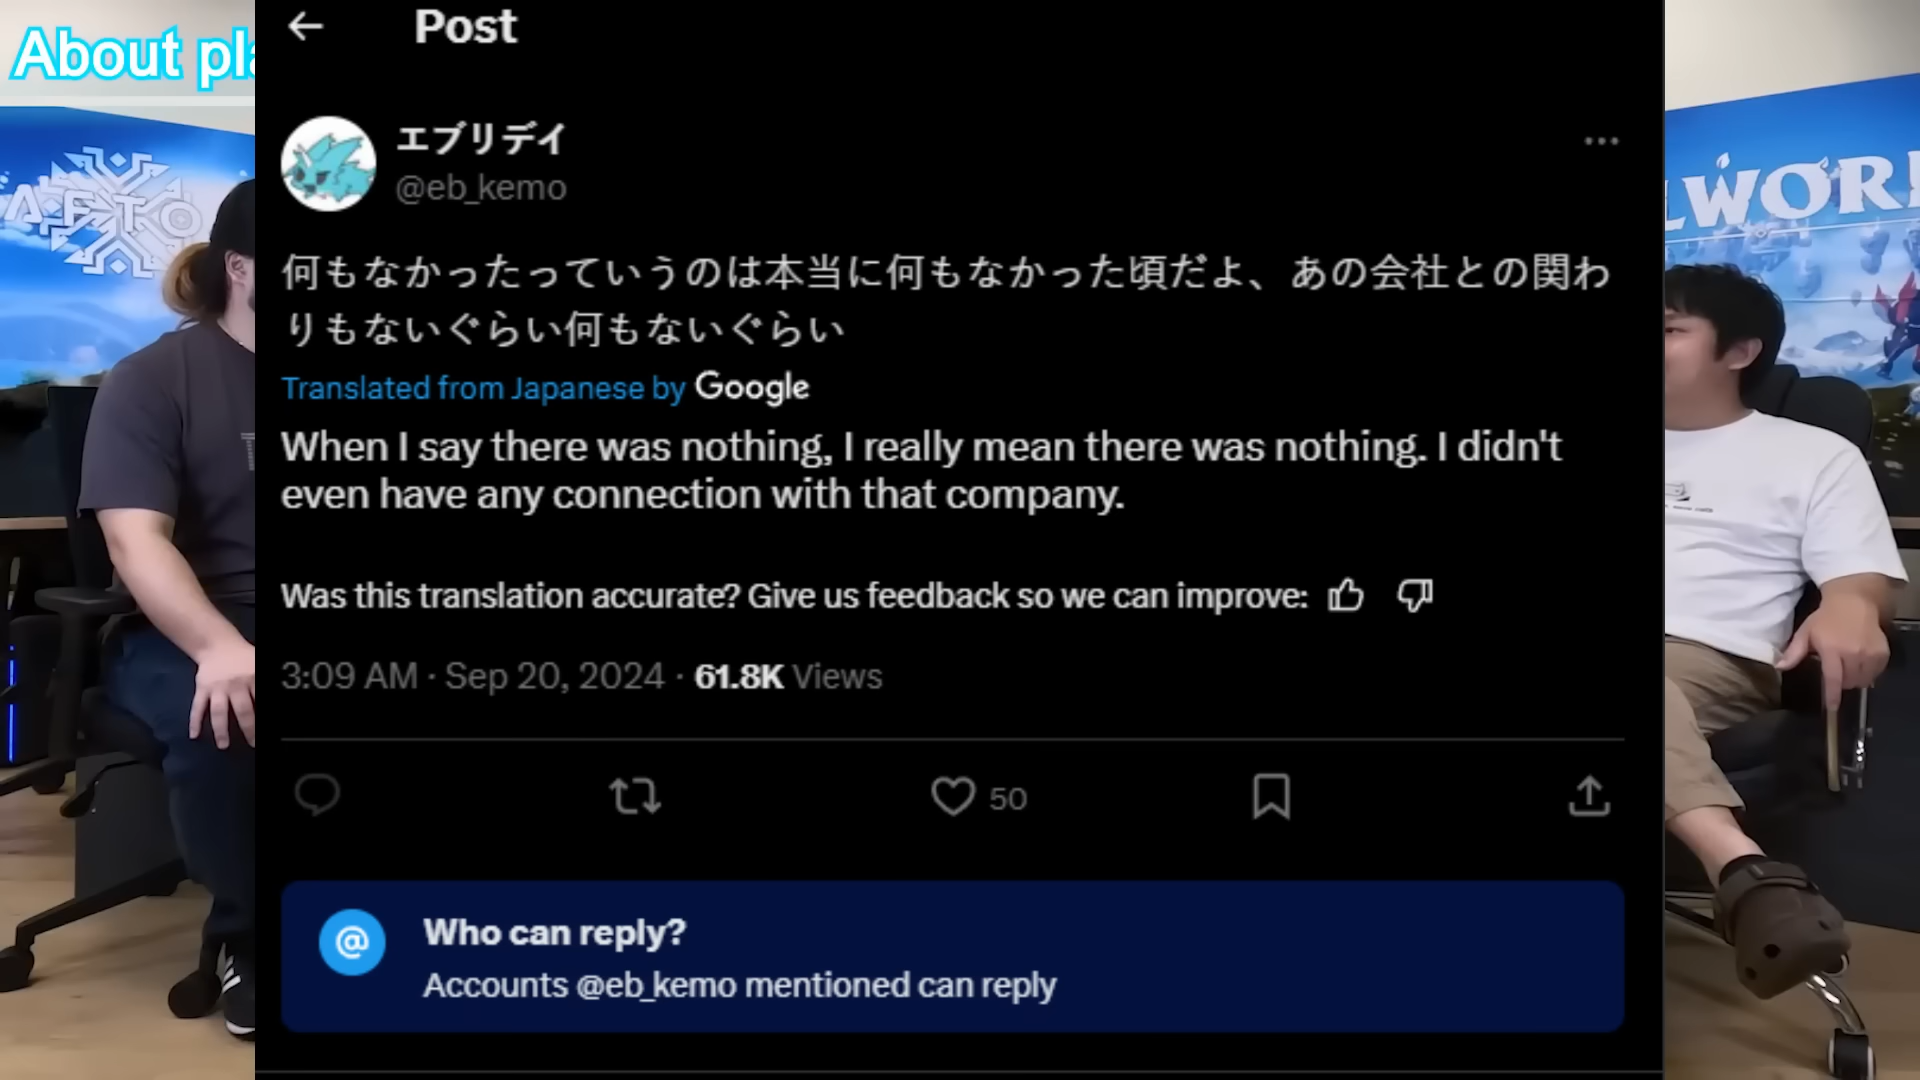 About pla
Post
エブリデイ
@eb_kemo
何もなかったっていうのは本当に何もなかった頃だよ、あの会社との関わ
りもないぐらい何もないぐらい
Translated from Japanese by Google
When I say there was nothing, I really mean there was nothing. I didn't
even have any connection with that company.
Was this translation accurate? Give us feedback so we can improve:
3:09 AM · Sep 20, 2024 · 61.8K Views
50
@
Who can reply?
Accounts @eb_kemo mentioned can reply
AFTO
LWORL